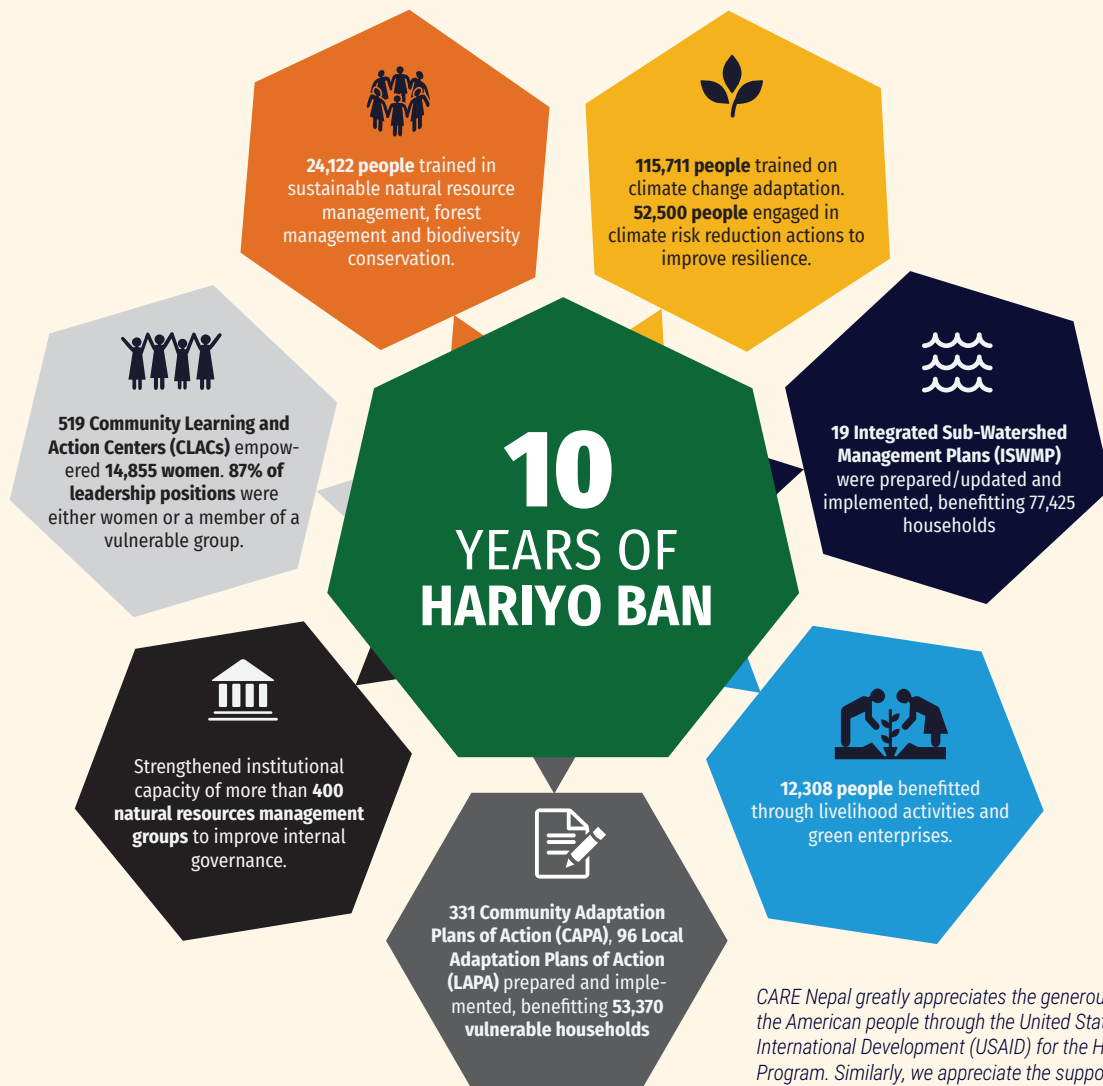 24,122 people trained in
sustainable natural resource
management, forest
management and biodiversity
conservation.
115,711 people trained on
climate change adaptation.
52,500 people engaged in
climate risk reduction actions to
improve resilience.
519 Community Learning and
Action Centers (CLACs) empow-
ered 14,855 women. 87% of
leadership positions were
either women or a member of a
vulnerable group.
10
YEARS OF
HARIYO BAN
19 Integrated Sub-Watershed
Management Plans (ISWMP)
were prepared/updated and
implemented, benefitting 77,425
households
Strengthened institutional
capacity of more than 400
natural resources management
groups to improve internal
governance.
12,308 people benefitted
through livelihood activities and
green enterprises.
331 Community Adaptation
Plans of Action (CAPA), 96 Local
Adaptation Plans of Action
(LAPA) prepared and imple-
mented, benefitting 53,370
vulnerable households
CARE Nepal greatly appreciates the
the American people through the United
International Development (USAID) for the
Program. Similarly, we appreciate the